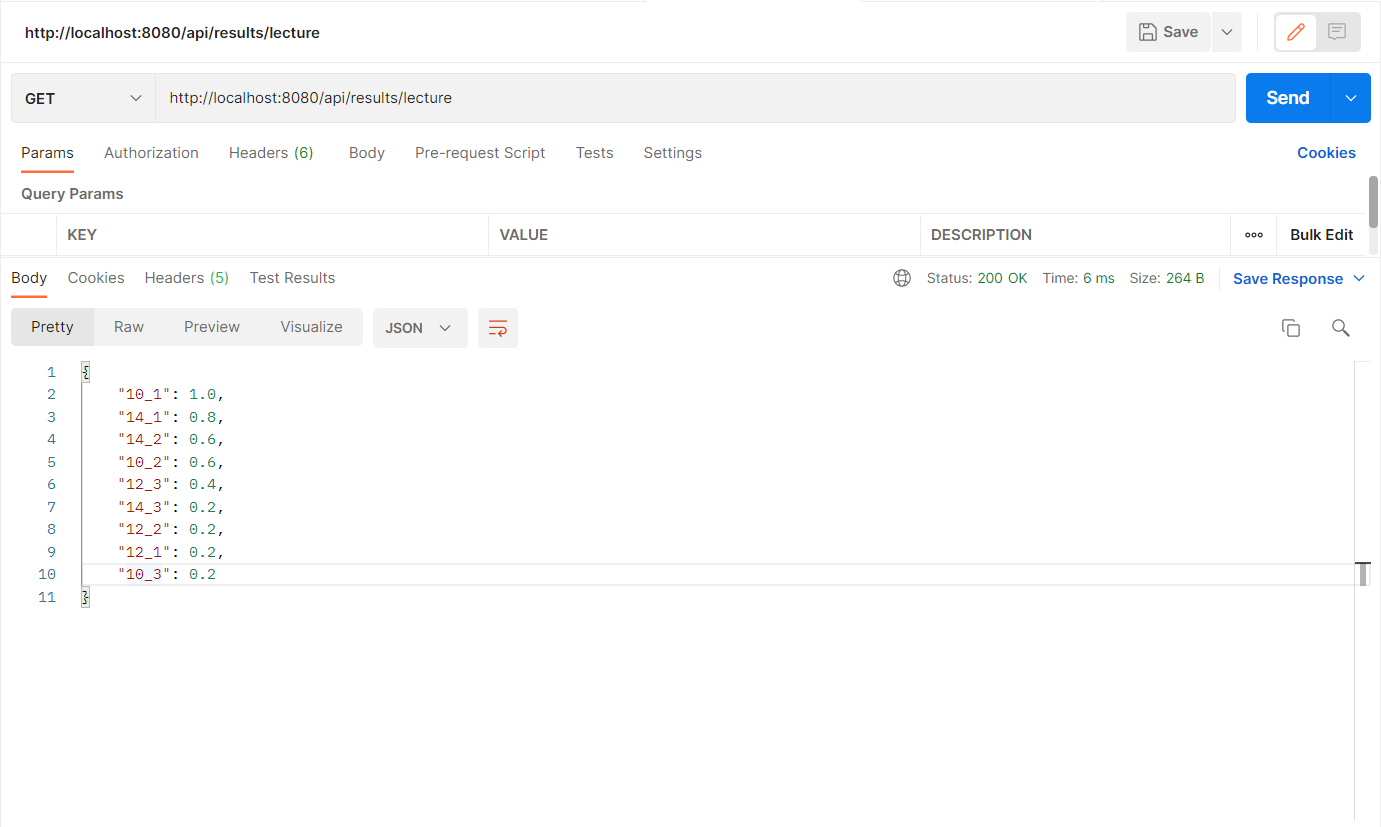 http://localhost:8080/api/results/lecture Save
GET http://localhost:8080/api/results/lecture Send
Params Authorization Headers (6) Body Pre-request Script Tests Settings Cookies
Query Params
KEY VALUE DESCRIPTION ooo Bulk Edit
Body Cookies Headers (5) Test Results Status: 200 OK Time: 6 ms Size: 264 B Save Response
Pretty Raw Preview Visualize JSON
1 {
2 "10_1": 1.0,
3 "14_1": 0.8,
4 "14_2": 0.6,
5 "10_2": 0.6,
6 "12_3": 0.4,
7 "14_3": 0.2,
8 "12_2": 0.2,
9 "12_1": 0.2,
10 "10_3": 0.2
11 }